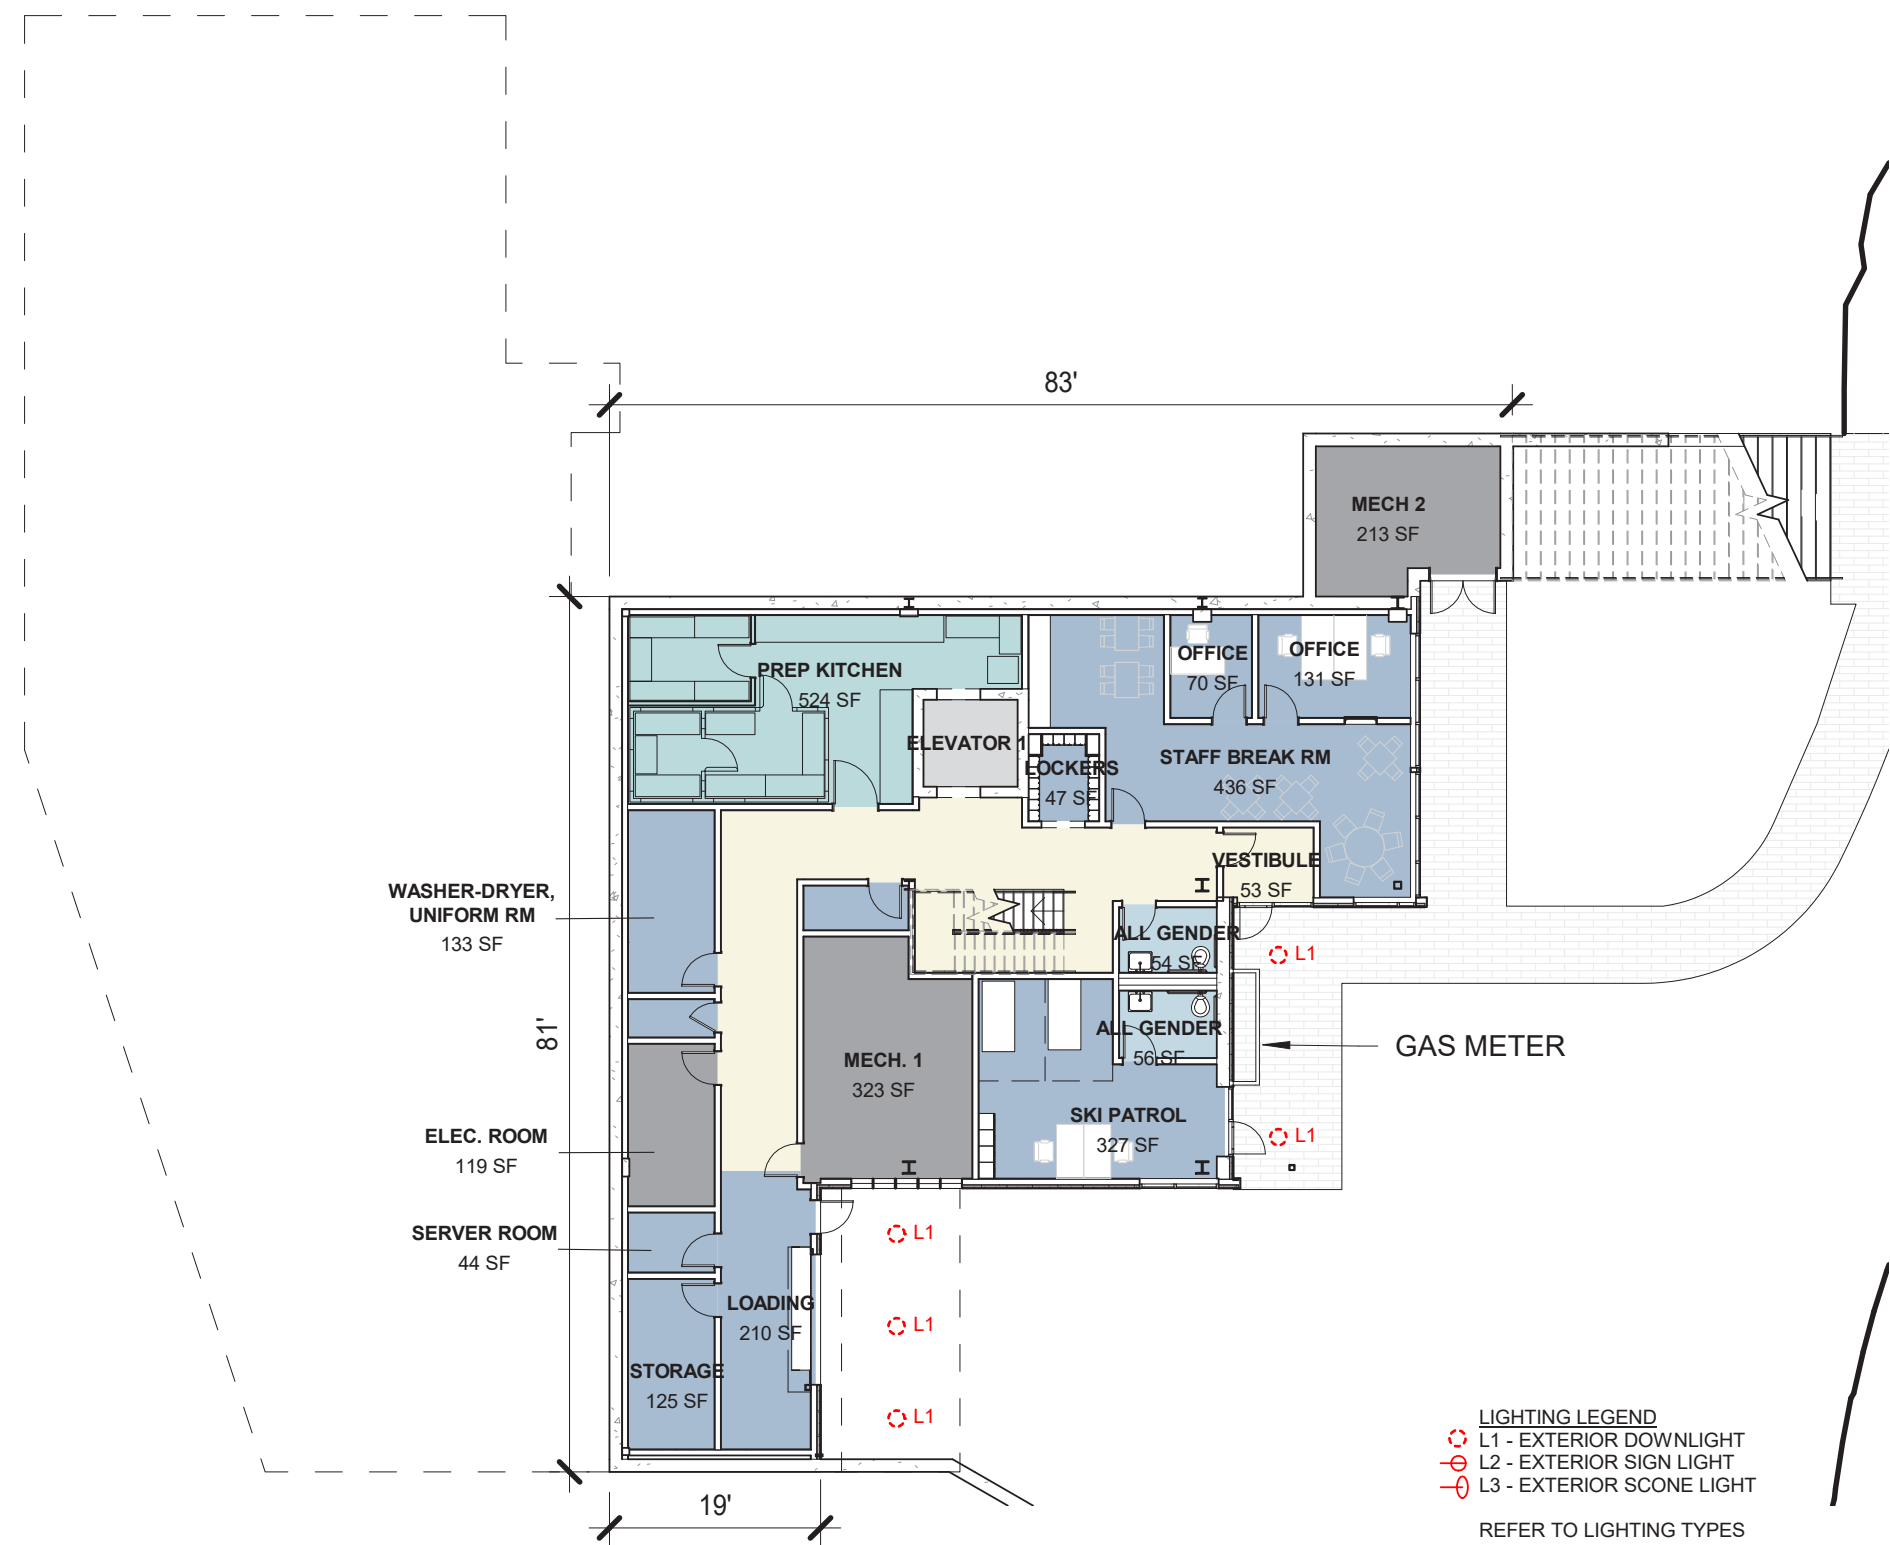 83'
MECH 2
213 SF
PREP KITCHEN
524 SF
OFFICE
70 SF
OFFICE
131 SF
ELEVATOR 1
LOCKERS
47 SF
STAFF BREAK RM
436 SF
VESTIBULE
53 SF
WASHER-DRYER,
UNIFORM RM
133 SF
ALL GENDER
54 SF
L1
81'
ALL GENDER
56 SF
GAS METER
MECH. 1
323 SF
SKI PATROL
327 SF
L1
ELEC. ROOM
119 SF
SERVER ROOM
44 SF
L1
LOADING
210 SF
L1
STORAGE
125 SF
L1
19'
LIGHTING LEGEND
L1 - EXTERIOR DOWNLIGHT
L2 - EXTERIOR SIGN LIGHT
L3 - EXTERIOR SCONE LIGHT
REFER TO LIGHTING TYPES